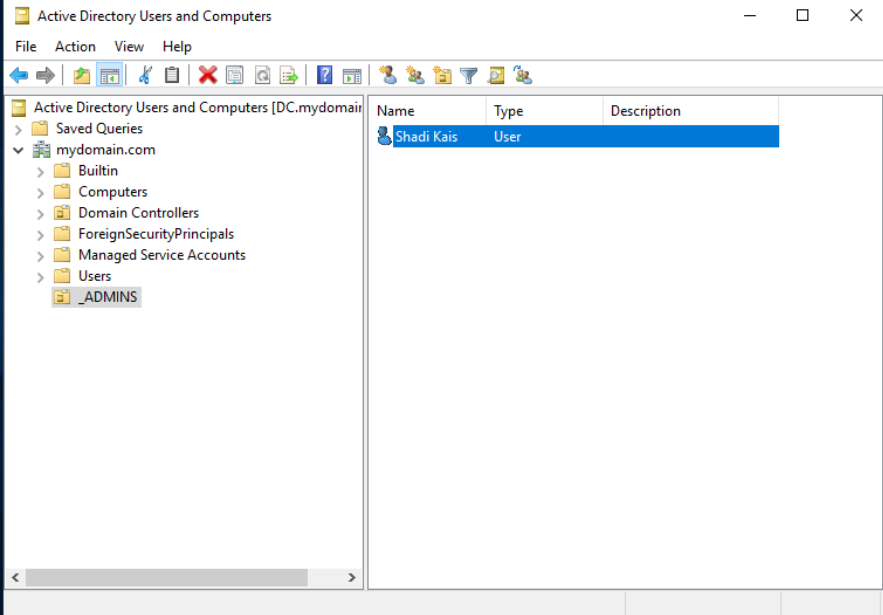 Active Directory Users and Computers
File Action View Help
Active Directory Users and Computers [DC.mydomain
Saved Queries
mydomain.com
Builtin
Computers
Domain Controllers
ForeignSecurityPrincipals
Managed Service Accounts
Users
_ADMINS
Name Type Description
Shadi Kais User